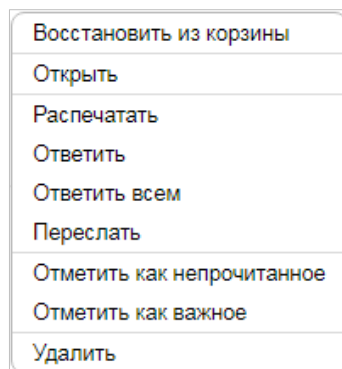 Восстановить из корзины
Открыть
Распечатать
Ответить
Ответить всем
Переслать
Отметить как непрочитанное
Отметить как важное
Удалить